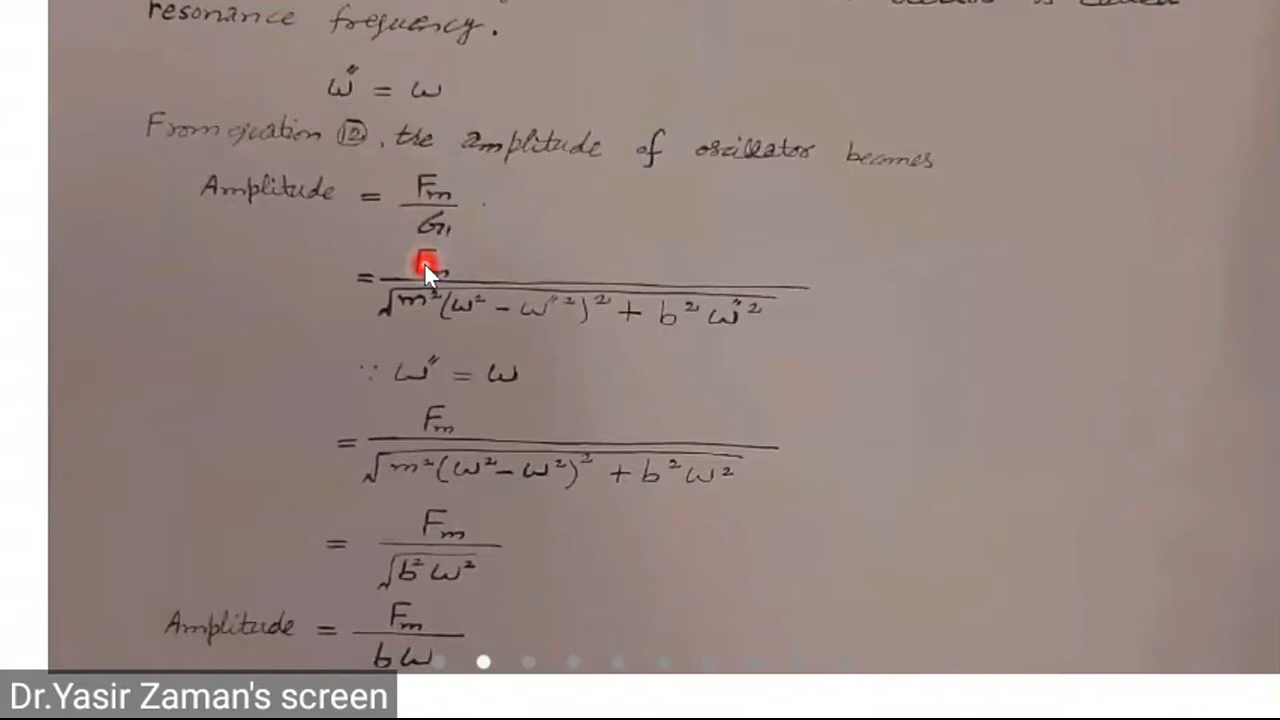 resonance frequency.
ω″ = ω
From equation ⑫, the amplitude of oscillator becomes
Amplitude = Fm / G,
= Fm / √m²(ω² - ω″²)² + b²ω″²
∵ ω″ = ω
= Fm / √m²(ω² - ω²)² + b²ω²
= Fm / √b²ω²
Amplitude = Fm / bω
Dr.Yasir Zaman's screen